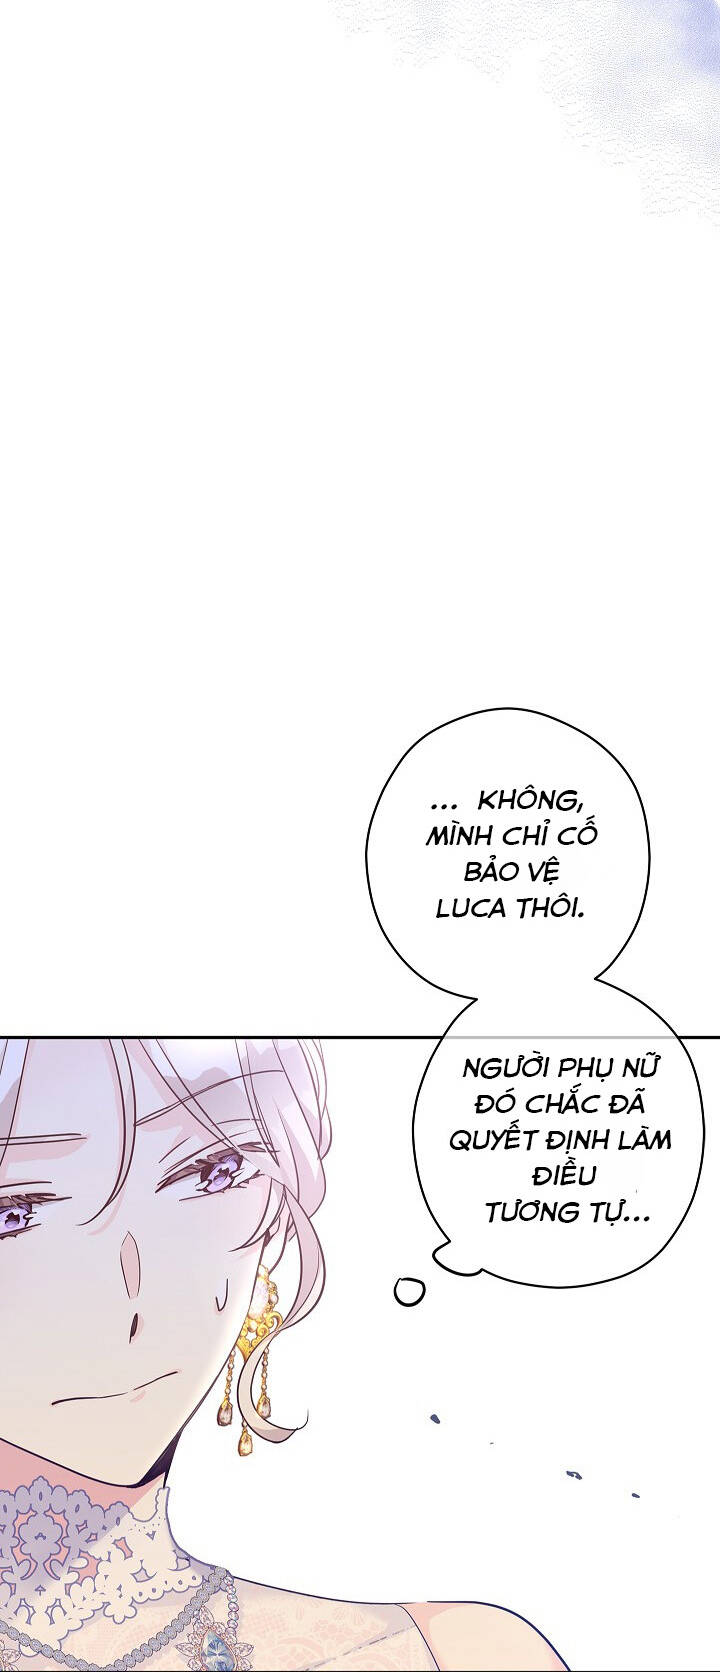 ... KHÔNG,
MÌNH CHỈ CỐ
BẢO VỆ
LUCA THÔI.
NGƯỜI PHỤ NỮ
ĐÓ CHẮC ĐÃ
QUYẾT ĐỊNH LÀM
ĐIỀU
TƯƠNG TỰ...